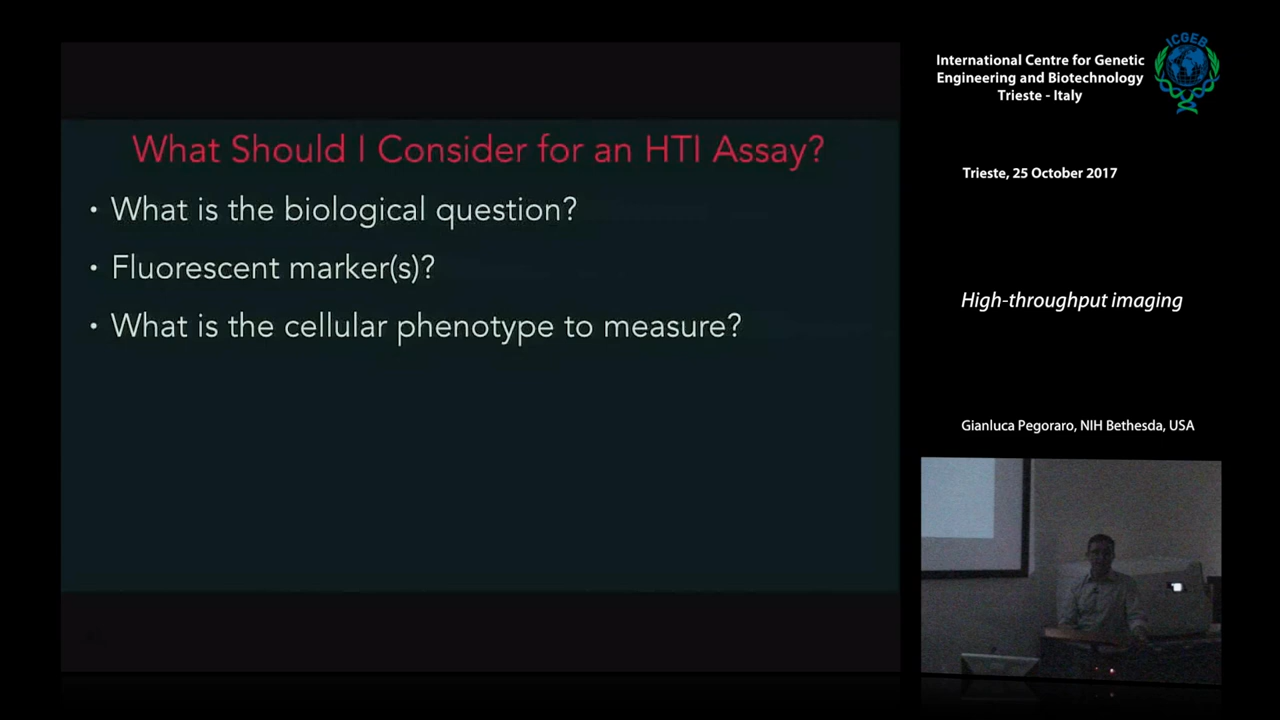 What Should I Consider for an HTI Assay?
• What is the biological question?
• Fluorescent marker(s)?
• What is the cellular phenotype to measure?
International Centre for Genetic
Engineering and Biotechnology
Trieste - Italy
ICGEB
Trieste, 25 October 2017
High-throughput imaging
Gianluca Pegoraro, NIH Bethesda, USA